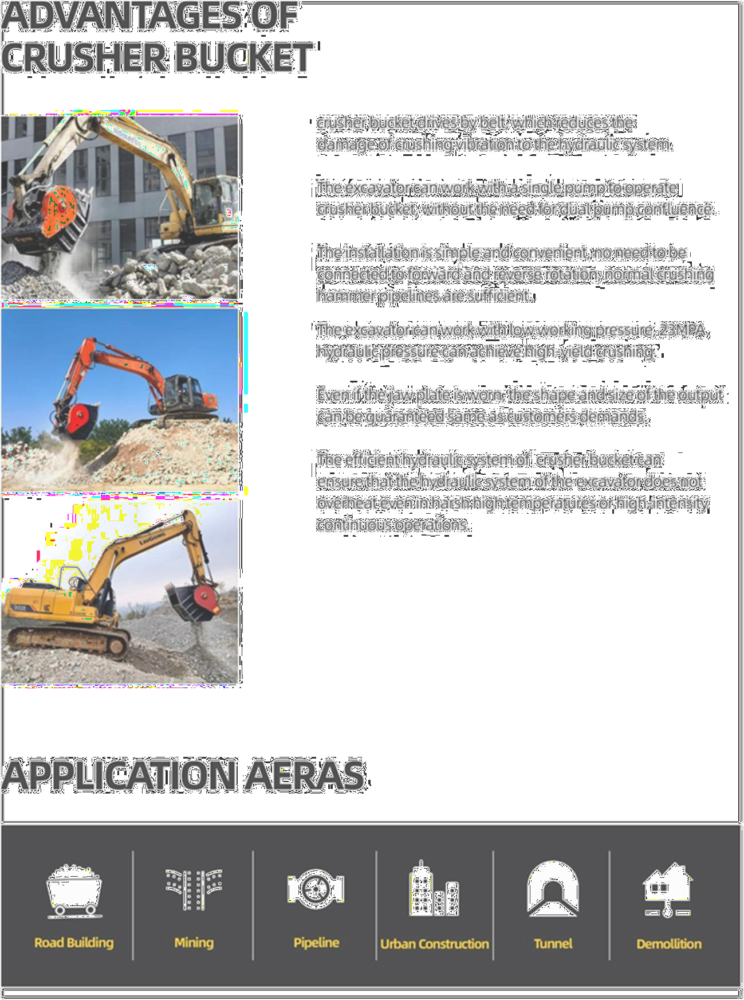 ADVANTAGES OF
CRUSHER BUCKET
KOMATSU
crusher bucket drives by belt, which reduces the
damage of crushing vibration to the hydraulic system.
The excavator can work with a single pump to operate
crusher bucket, without the need for dual pump confluence.
The installation is simple and convenient, no need to be
connected to forward and reverse rotation, normal crushing
hammer pipelines are sufficient.
The excavator can work with low working pressure, 23MPA
hydraulic pressure can achieve high-yield crushing.
Even if the jaw plate is worn, the shape and size of the output
can be guaranteed same as customers demands.
The efficient hydraulic system of crusher bucket can
ensure that the hydraulic system of the excavator does not
overheat even in harsh high temperatures or high-intensity
continuous operations.
LIUGONG
922E
APPLICATION AERAS
Road Building
Mining
Pipeline
Urban Construction
Tunnel
Demollition